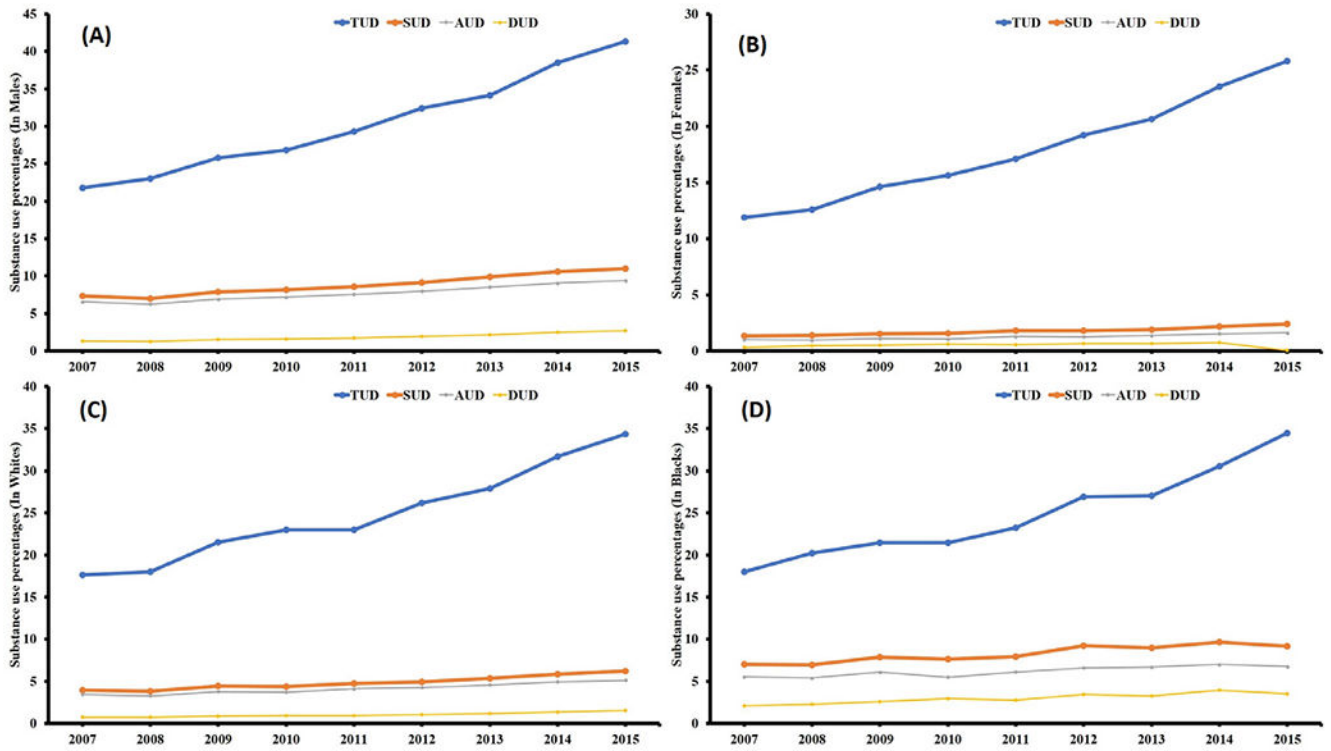 (A)
TUD SUD AUD DUD
Substance use percentages (In Males)
45
40
35
30
25
20
15
10
5
0
2007 2008 2009 2010 2011 2012 2013 2014 2015
(B)
TUD SUD AUD DUD
Substance use percentages (In Females)
30
25
20
15
10
5
0
2007 2008 2009 2010 2011 2012 2013 2014 2015
(C)
TUD SUD AUD DUD
Substance use percentages (In Whites)
40
35
30
25
20
15
10
5
0
2007 2008 2009 2010 2011 2012 2013 2014 2015
(D)
TUD SUD AUD DUD
Substance use percentages (In Blacks)
40
35
30
25
20
15
10
5
0
2007 2008 2009 2010 2011 2012 2013 2014 2015